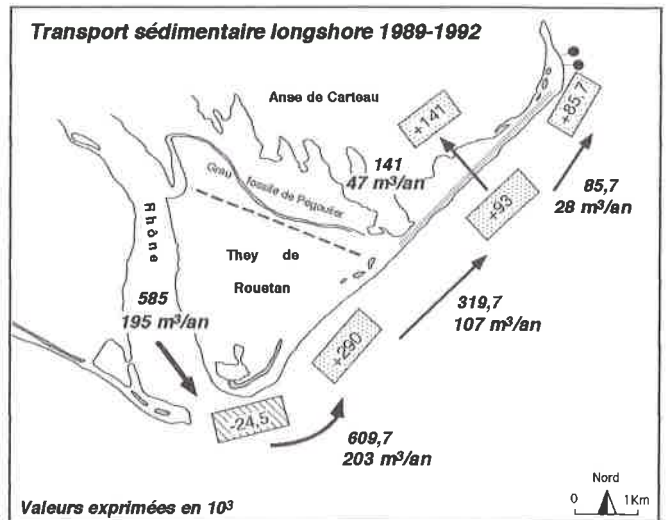 Transport sédimentaire longshore 1989-1992
Anse de Carteau
+85,7
+141
141
47 m³/an
Grau fossile de Pégoulier
85,7
28 m³/an
+93
Rhône
They de
Rouetan
319,7
107 m³/an
585
195 m³/an
+290
-24,5
609,7
203 m³/an
Nord
0 1Km
Valeurs exprimées en 10³